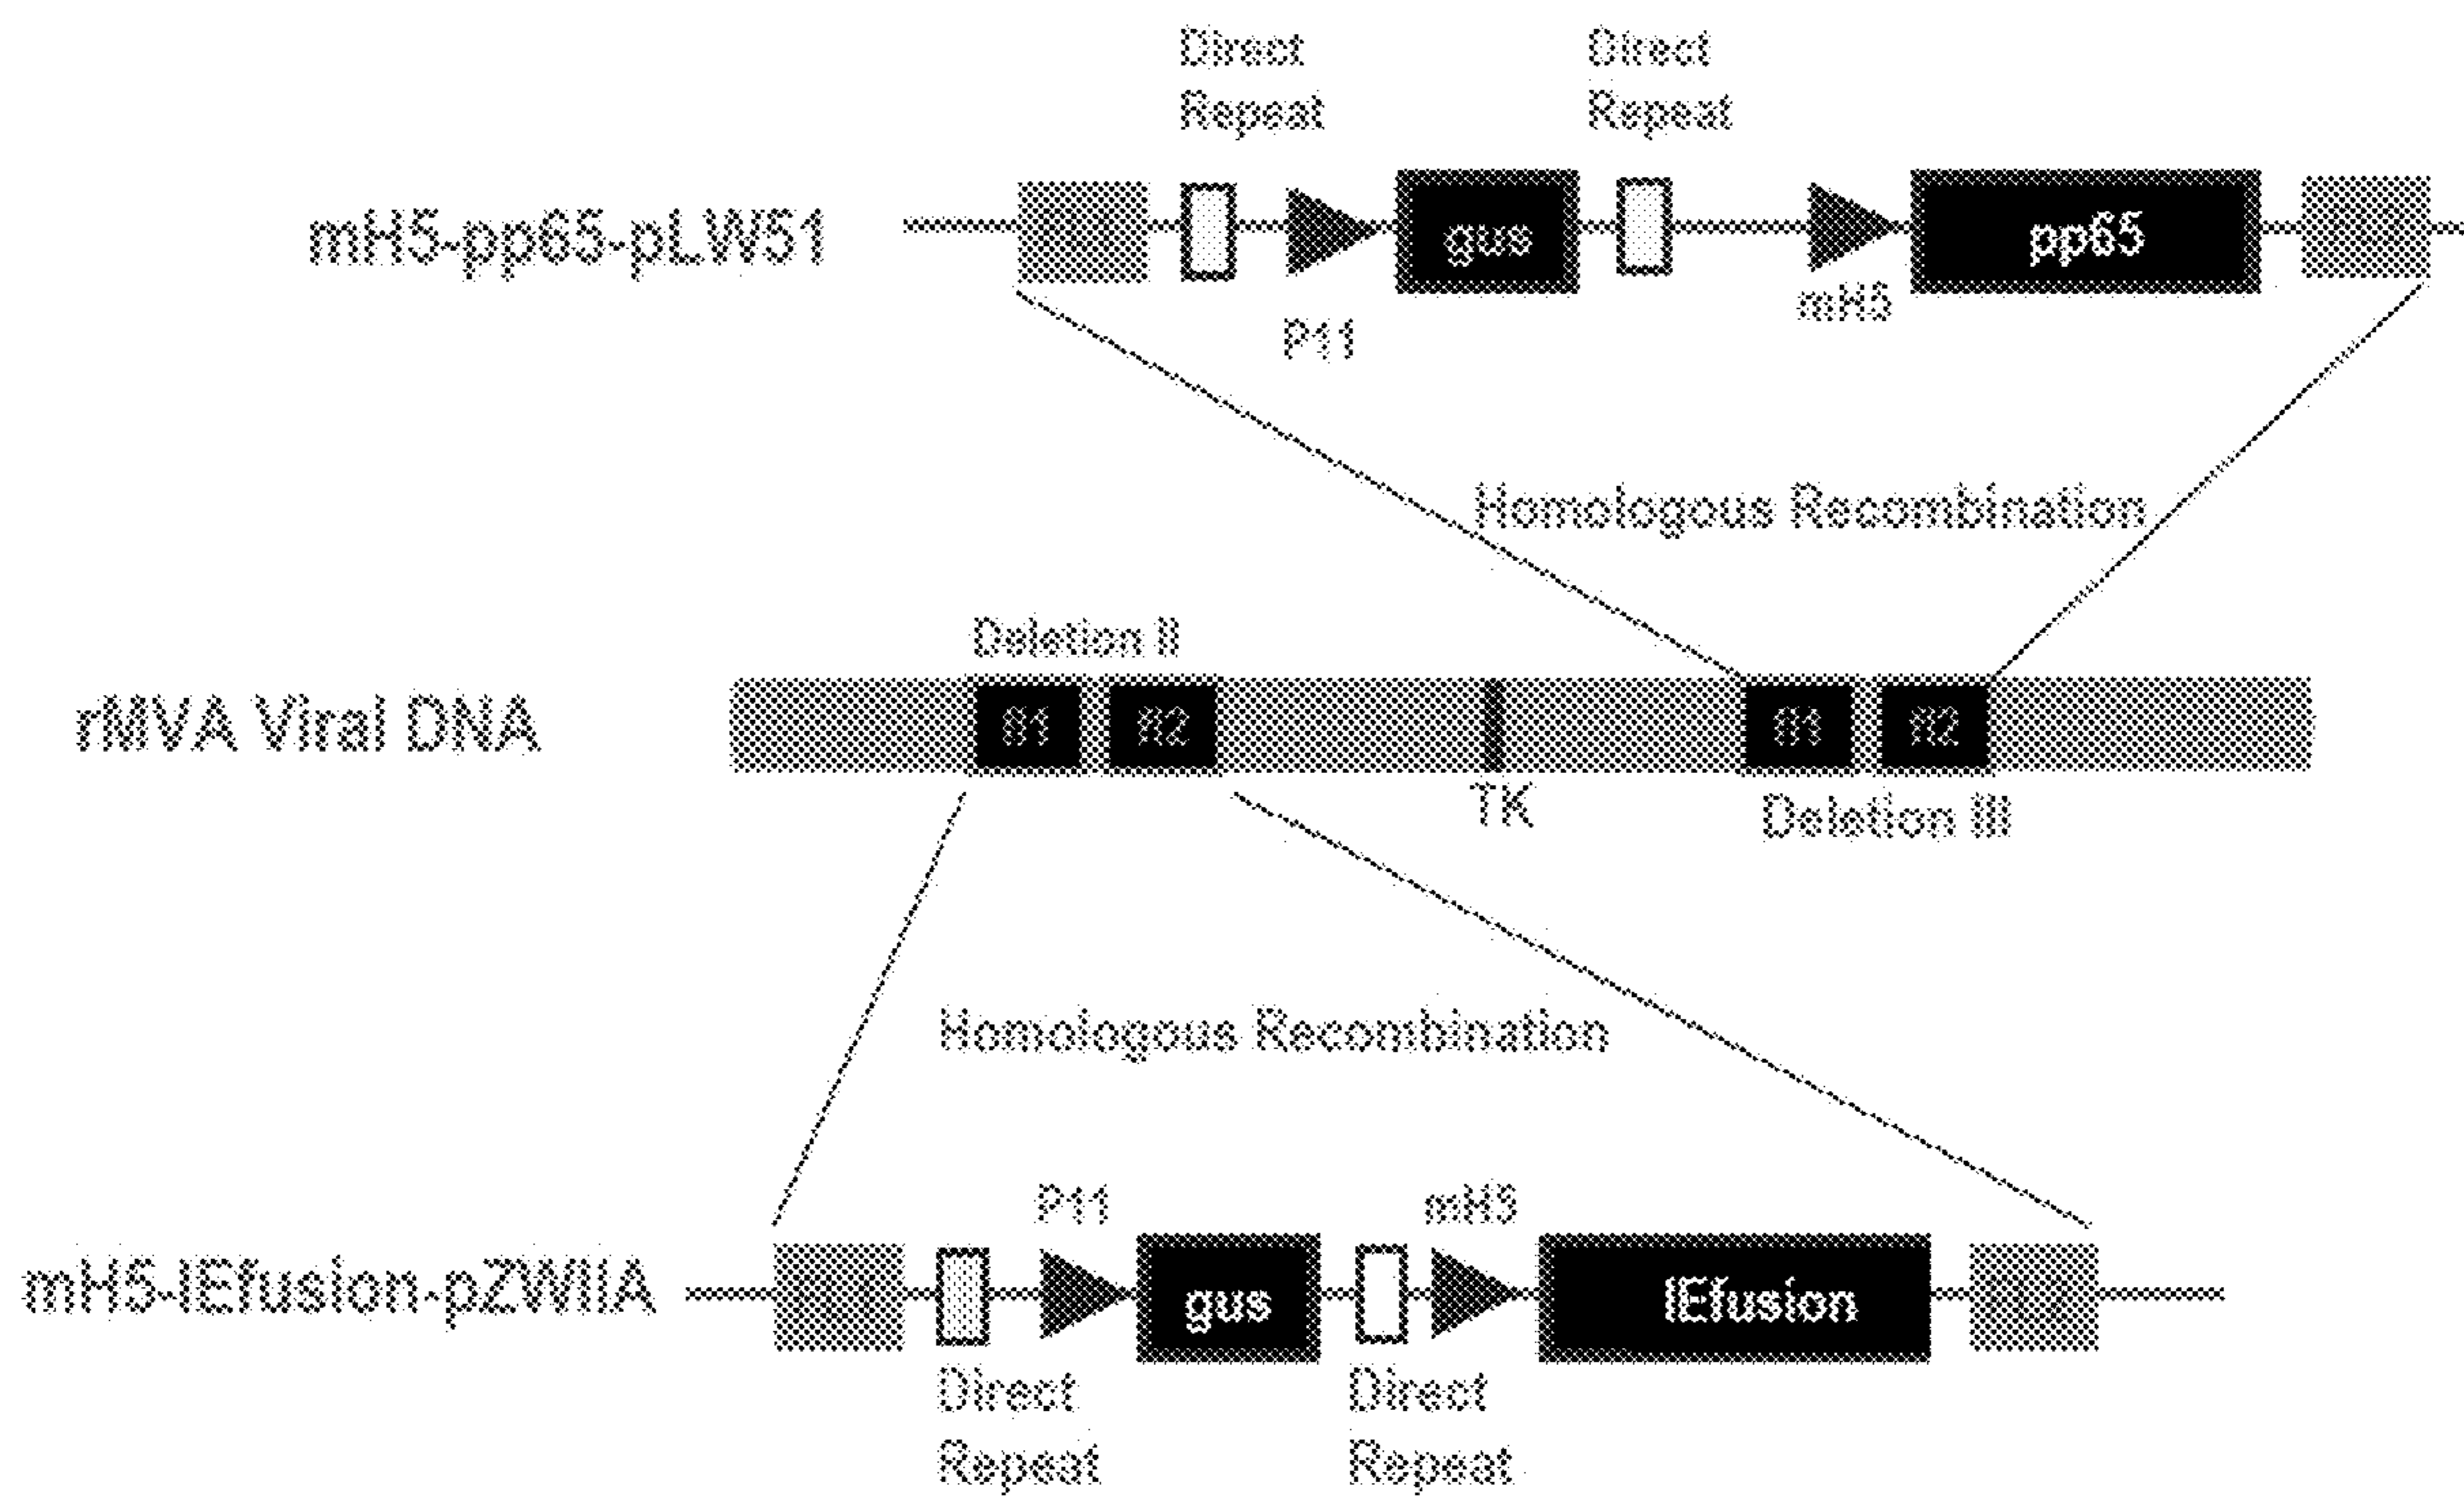 Direct Repeat
Direct Repeat
mH5-pp65-pLW51
gus
pp65
P11
mH5
Homologous Recombination
Deletion II
rMVA Viral DNA
fl1
fl2
fl1
fl2
TK
Deletion III
Homologous Recombination
P11
mH5
mH5-IEfusion-pZWIIA
gus
IEfusion
Direct Repeat
Direct Repeat